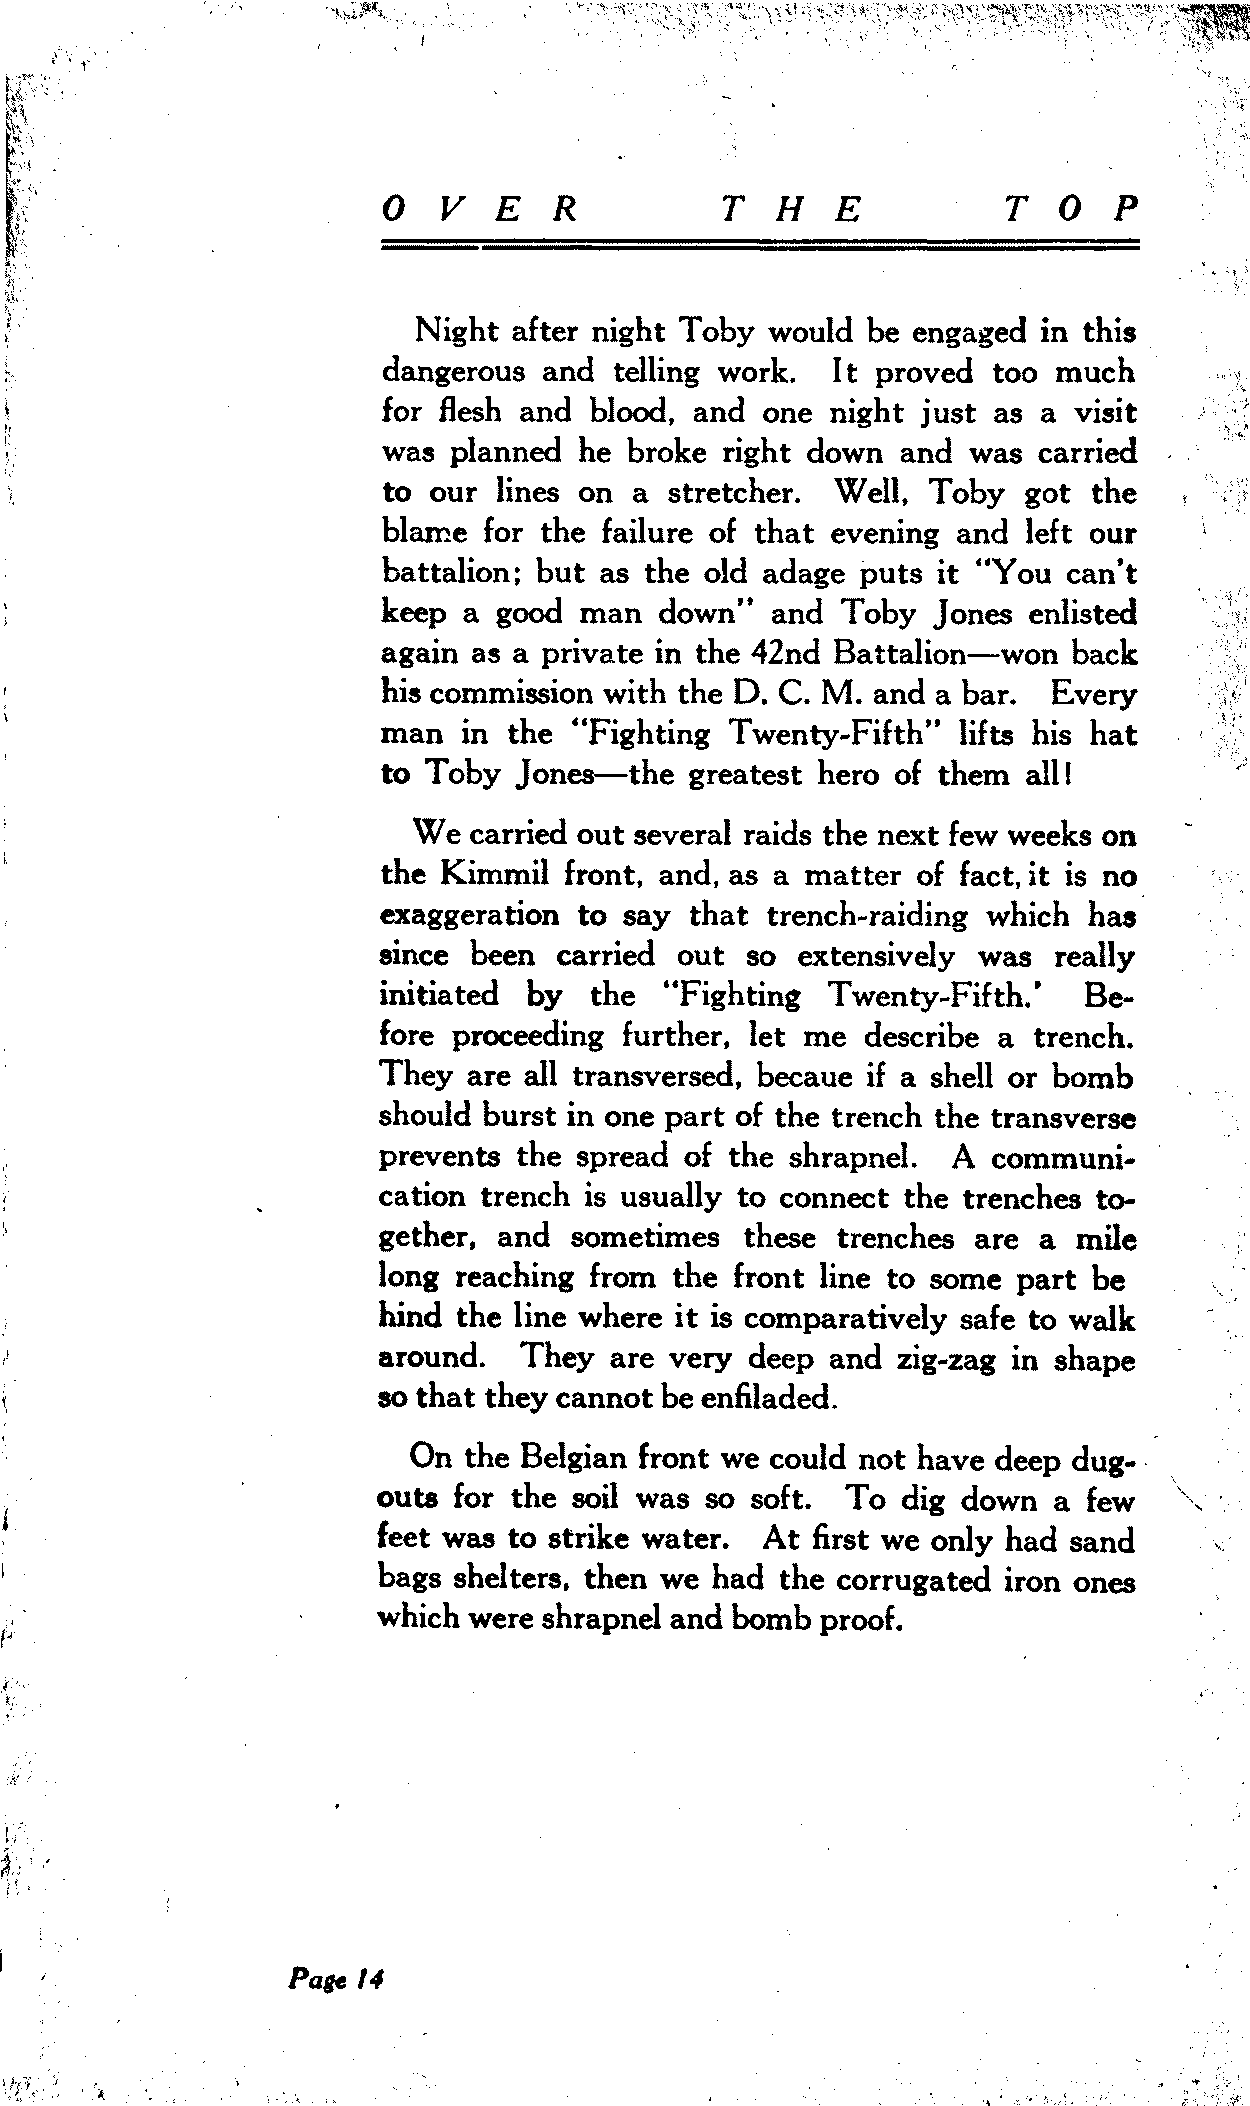 OVER THE TOP
Night after night Toby would be engaged in this
dangerous and telling work. It proved too much
for flesh and blood, and one night just as a visit
was planned he broke right down and was carried
to our lines on a stretcher. Well, Toby got the
blame for the failure of that evening and left our
battalion; but as the old adage puts it "You can't
keep a good man down" and Toby Jones enlisted
again as a private in the 42nd Battalion—won back
his commission with the D. C. M. and a bar. Every
man in the "Fighting Twenty-Fifth" lifts his hat
to Toby Jones—the greatest hero of them all!
We carried out several raids the next few weeks on
the Kimmil front, and, as a matter of fact, it is no
exaggeration to say that trench-raiding which has
since been carried out so extensively was really
initiated by the "Fighting Twenty-Fifth.' Be-
fore proceeding further, let me describe a trench.
They are all transversed, becaue if a shell or bomb
should burst in one part of the trench the transverse
prevents the spread of the shrapnel. A communi-
cation trench is usually to connect the trenches to-
gether, and sometimes these trenches are a mile
long reaching from the front line to some part be
hind the line where it is comparatively safe to walk
around. They are very deep and zig-zag in shape
so that they cannot be enfiladed.
On the Belgian front we could not have deep dug-
outs for the soil was so soft. To dig down a few
feet was to strike water. At first we only had sand
bags shelters, then we had the corrugated iron ones
which were shrapnel and bomb proof.
Page 14